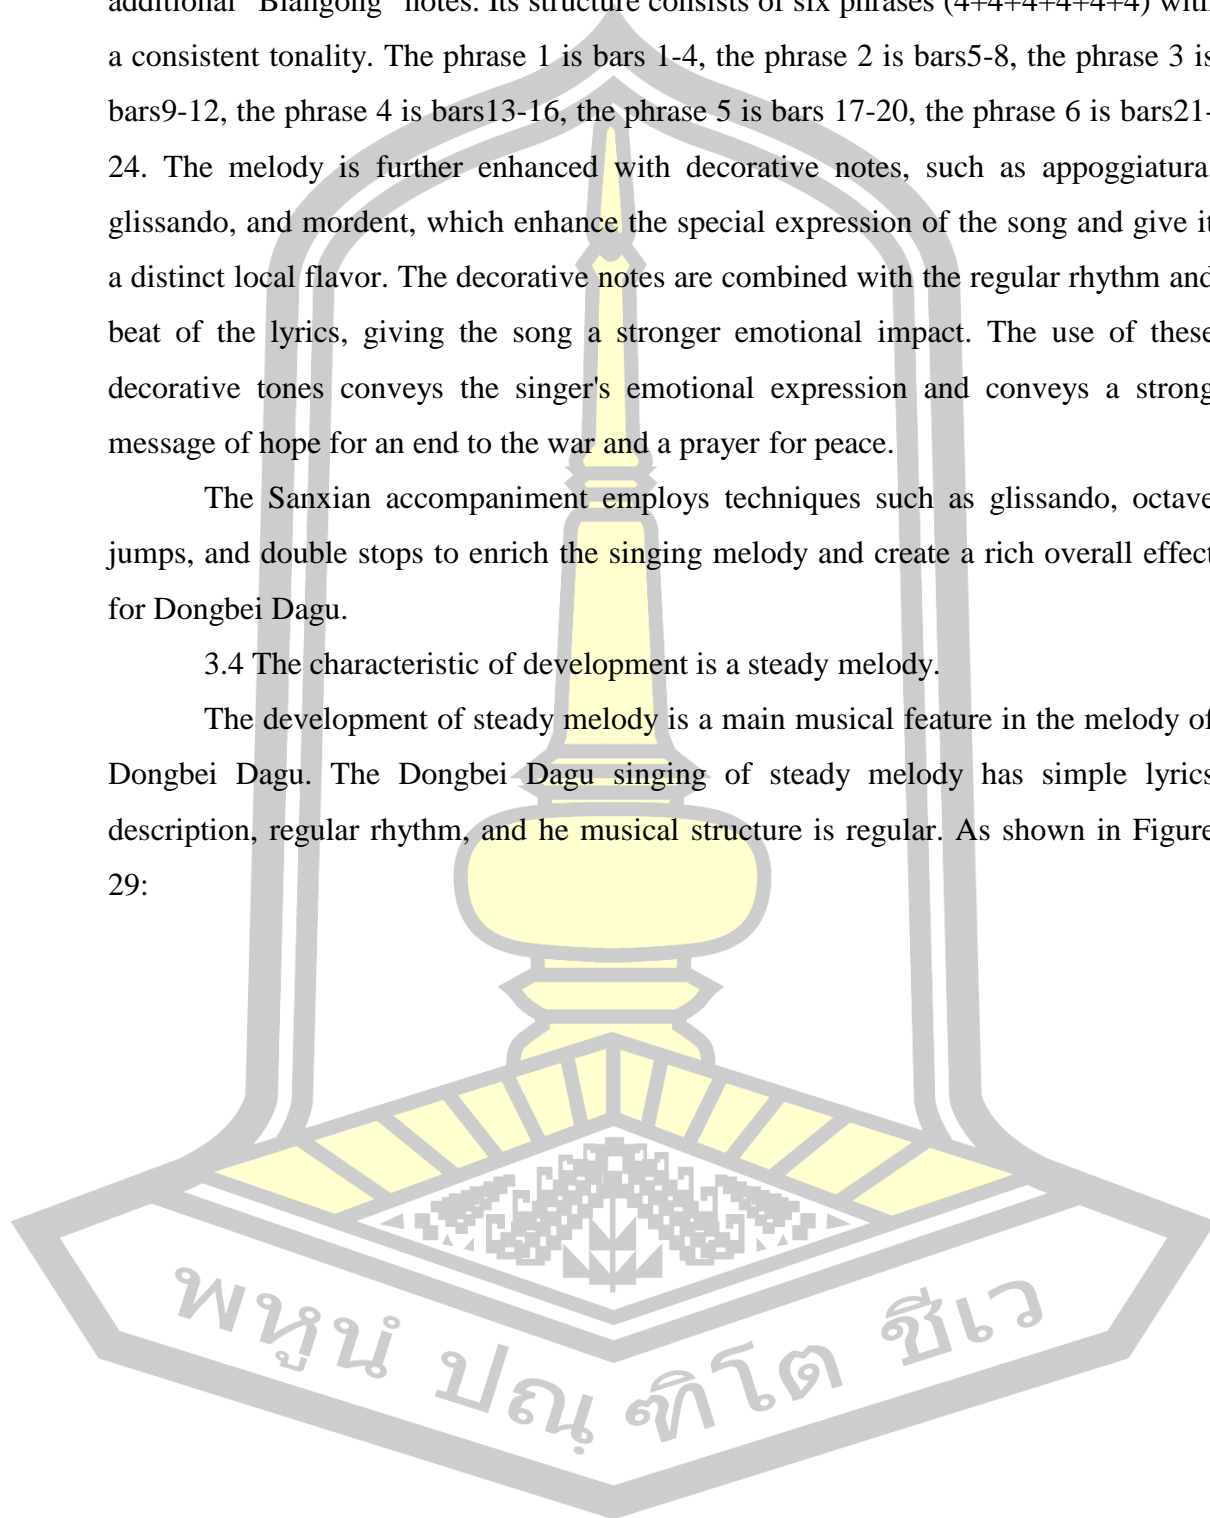 additional "Biangong" notes. Its structure consists of six phrases (4+4+4+4+4+4) with
a consistent tonality. The phrase 1 is bars 1-4, the phrase 2 is bars5-8, the phrase 3 is
bars9-12, the phrase 4 is bars13-16, the phrase 5 is bars 17-20, the phrase 6 is bars21-
24. The melody is further enhanced with decorative notes, such as appoggiatura,
glissando, and mordent, which enhance the special expression of the song and give it
a distinct local flavor. The decorative notes are combined with the regular rhythm and
beat of the lyrics, giving the song a stronger emotional impact. The use of these
decorative tones conveys the singer's emotional expression and conveys a strong
message of hope for an end to the war and a prayer for peace.
The Sanxian accompaniment employs techniques such as glissando, octave
jumps, and double stops to enrich the singing melody and create a rich overall effect
for Dongbei Dagu.
3.4 The characteristic of development is a steady melody.
The development of steady melody is a main musical feature in the melody of
Dongbei Dagu. The Dongbei Dagu singing of steady melody has simple lyrics
description, regular rhythm, and he musical structure is regular. As shown in Figure
29:
พหูนํ ปณฺฑิโต ชีเว